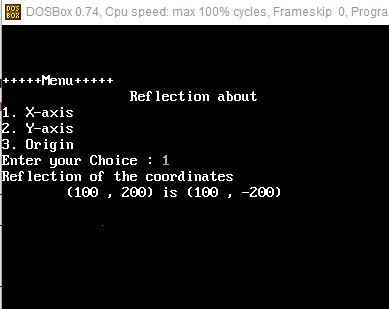 DOSBox 0.74, Cpu speed: max 100% cycles, Frameskip 0, Progra
+++++Menu+++++
Reflection about
1. X-axis
2. Y-axis
3. Origin
Enter your Choice : 1
Reflection of the coordinates
(100 , 200) is (100 , -200)